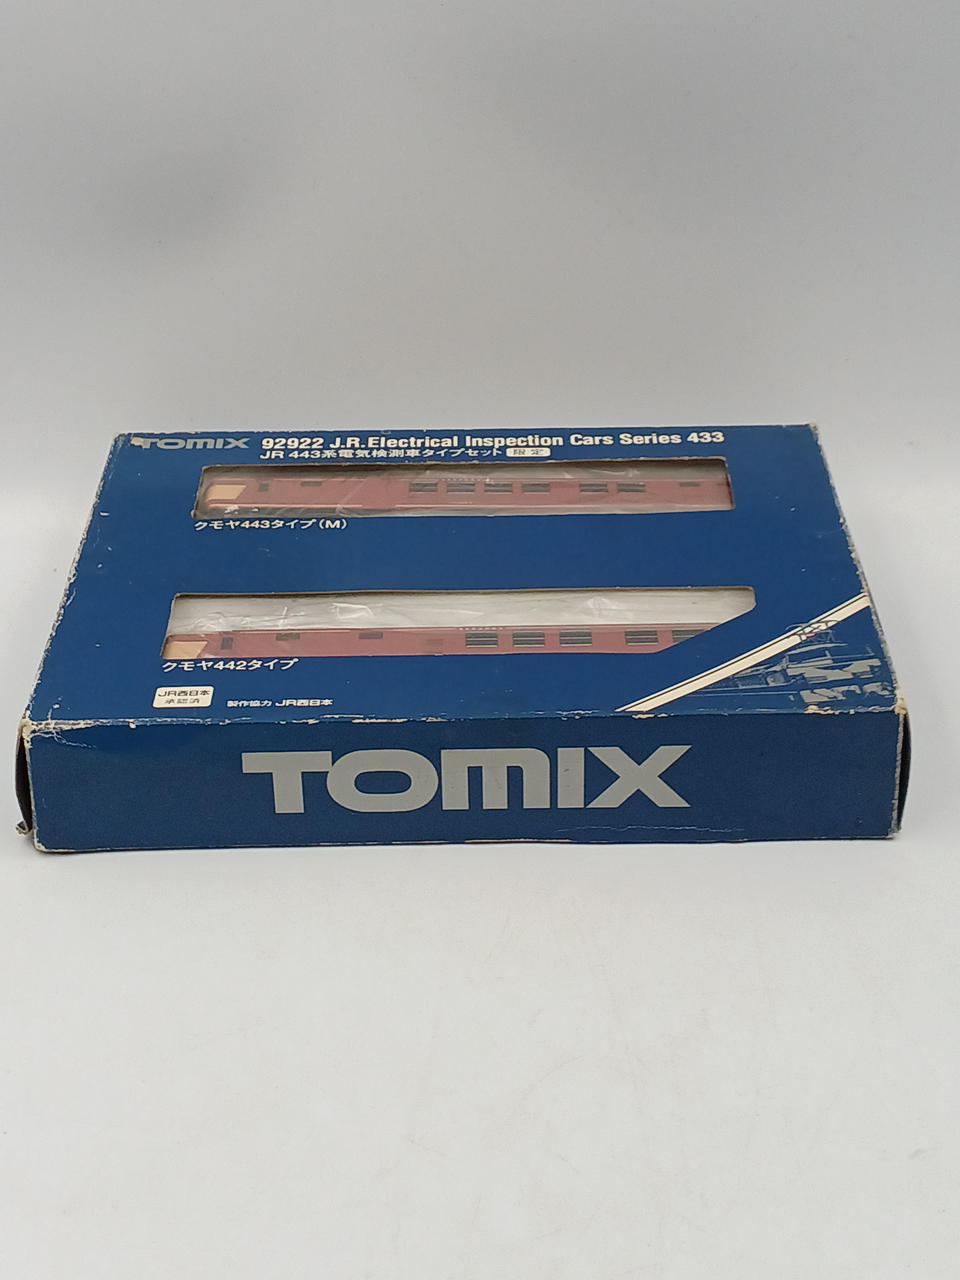 TOMIX 92922 J.R.Electrical Inspection Cars Series 433
JR 443系電気検測車タイプセット 限定
クモヤ443タイプ(M)
クモヤ442タイプ
JR西日本
承認済
製作協力 JR西日本
TOMIX